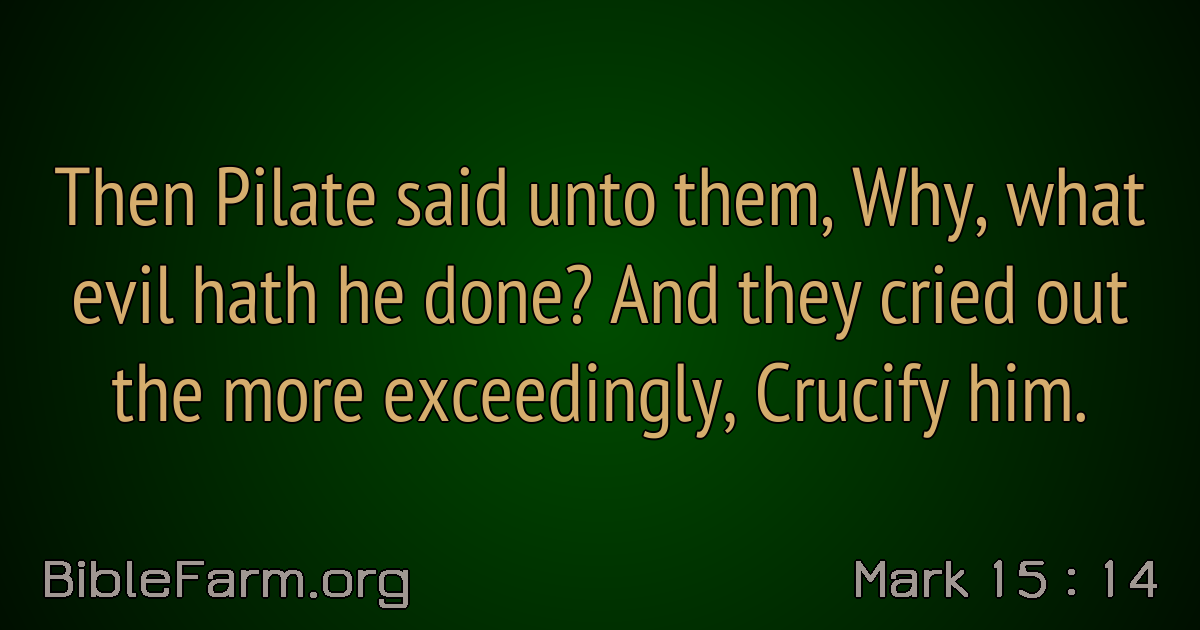 Then Pilate said unto them, Why, what
evil hath he done? And they cried out
the more exceedingly, Crucify him.
BibleFarm.org
Mark 15 : 14